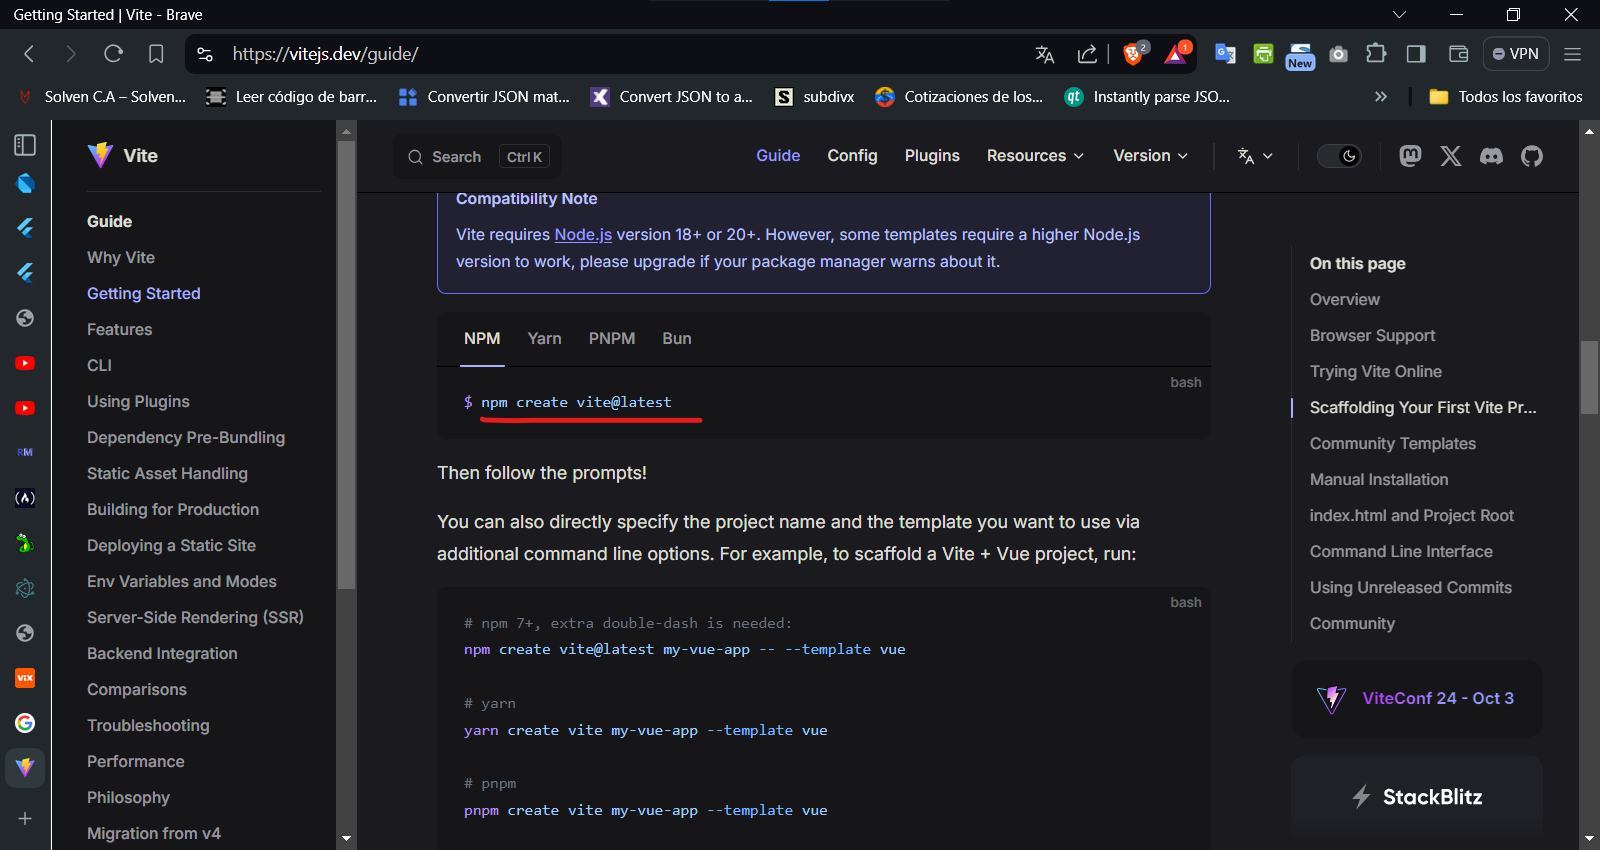 Getting Started | Vite - Brave
https://vitejs.dev/guide/
2
1
New
VPN
Solven C.A – Solven...
Leer código de barr...
Convertir JSON mat...
Convert JSON to a...
subdivx
Cotizaciones de los...
qt
Instantly parse JSO...
Todos los favoritos
Vite
Search
Ctrl K
Guide
Config
Plugins
Resources
Version
Guide
Why Vite
Getting Started
Features
CLI
Using Plugins
Dependency Pre-Bundling
Static Asset Handling
Building for Production
Deploying a Static Site
Env Variables and Modes
Server-Side Rendering (SSR)
Backend Integration
Comparisons
Troubleshooting
Performance
Philosophy
Migration from v4
RM
VIX
Compatibility Note
Vite requires Node.js version 18+ or 20+. However, some templates require a higher Node.js
version to work, please upgrade if your package manager warns about it.
NPM
Yarn
PNPM
Bun
bash
$ npm create vite@latest
Then follow the prompts!
You can also directly specify the project name and the template you want to use via
additional command line options. For example, to scaffold a Vite + Vue project, run:
bash
# npm 7+, extra double-dash is needed:
npm create vite@latest my-vue-app -- --template vue
# yarn
yarn create vite my-vue-app --template vue
# pnpm
pnpm create vite my-vue-app --template vue
On this page
Overview
Browser Support
Trying Vite Online
Scaffolding Your First Vite Pr...
Community Templates
Manual Installation
index.html and Project Root
Command Line Interface
Using Unreleased Commits
Community
ViteConf 24 - Oct 3
StackBlitz